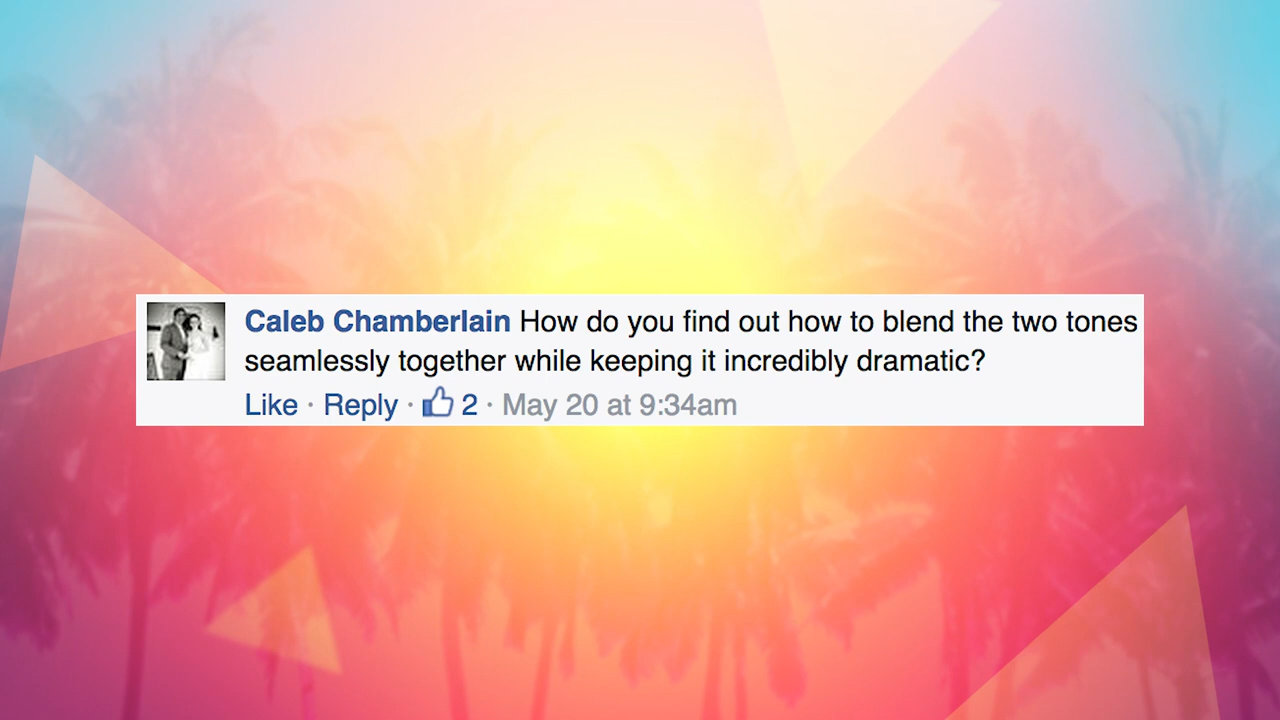 Caleb Chamberlain How do you find out how to blend the two tones
seamlessly together while keeping it incredibly dramatic?
Like · Reply · 2 · May 20 at 9:34am